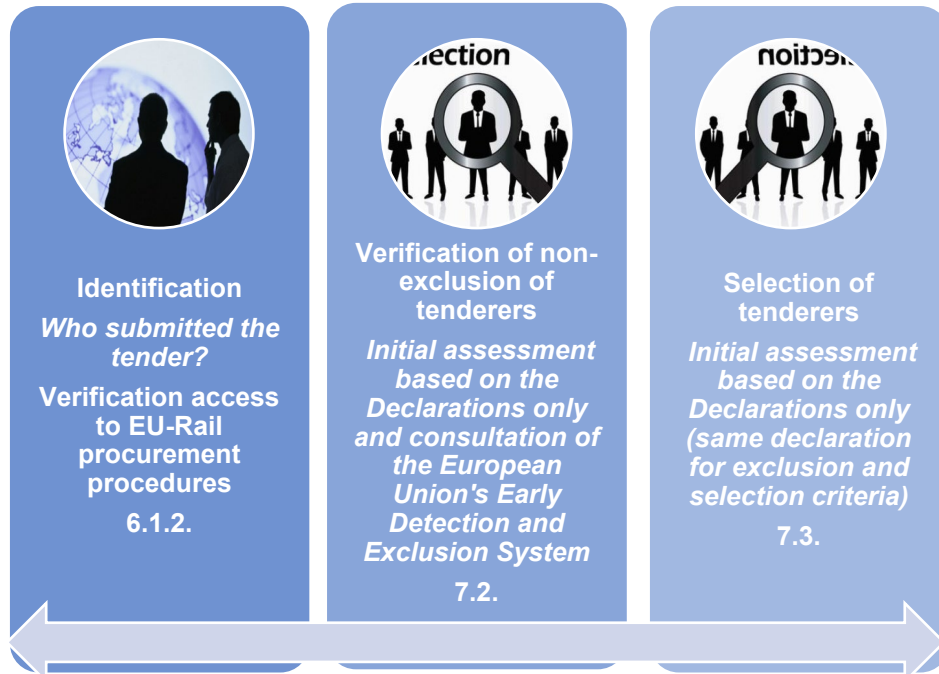 Identification
Who submitted the
tender?
Verification access
to EU-Rail
procurement
procedures
6.1.2.
lection
Verification of non-
exclusion of
tenderers
Initial assessment
based on the
Declarations only
and consultation of
the European
Union's Early
Detection and
Exclusion System
7.2.
Selection of
tenderers
Initial assessment
based on the
Declarations only
(same declaration
for exclusion and
selection criteria)
7.3.